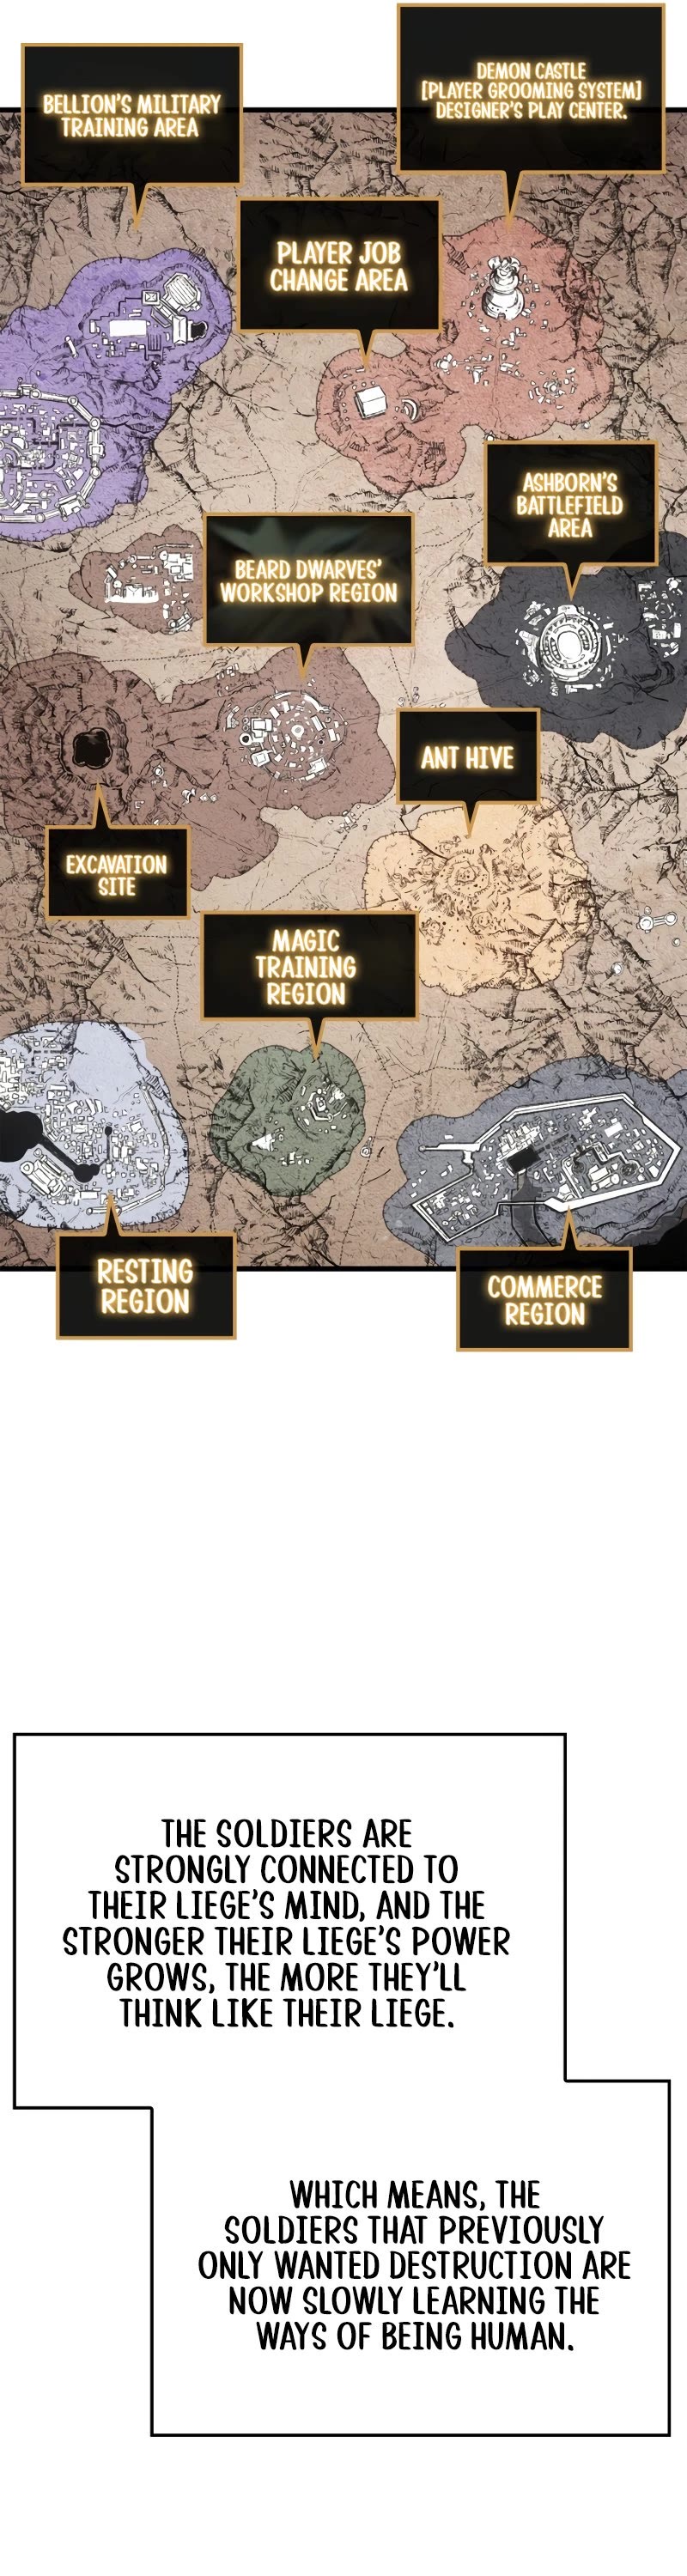 DEMON CASTLE
[PLAYER GROOMING SYSTEM]
DESIGNER'S PLAY CENTER.
BELLION'S MILITARY
TRAINING AREA
PLAYER JOB
CHANGE AREA
ASHBORN'S
BATTLEFIELD
AREA
BEARD DWARVES'
WORKSHOP REGION
ANT HIVE
EXCAVATION
SITE
MAGIC
TRAINING
REGION
RESTING
REGION
COMMERCE
REGION
THE SOLDIERS ARE
STRONGLY CONNECTED TO
THEIR LIEGE'S MIND, AND THE
STRONGER THEIR LIEGE'S POWER
GROWS, THE MORE THEY'LL
THINK LIKE THEIR LIEGE.
WHICH MEANS, THE
SOLDIERS THAT PREVIOUSLY
ONLY WANTED DESTRUCTION ARE
NOW SLOWLY LEARNING THE
WAYS OF BEING HUMAN.